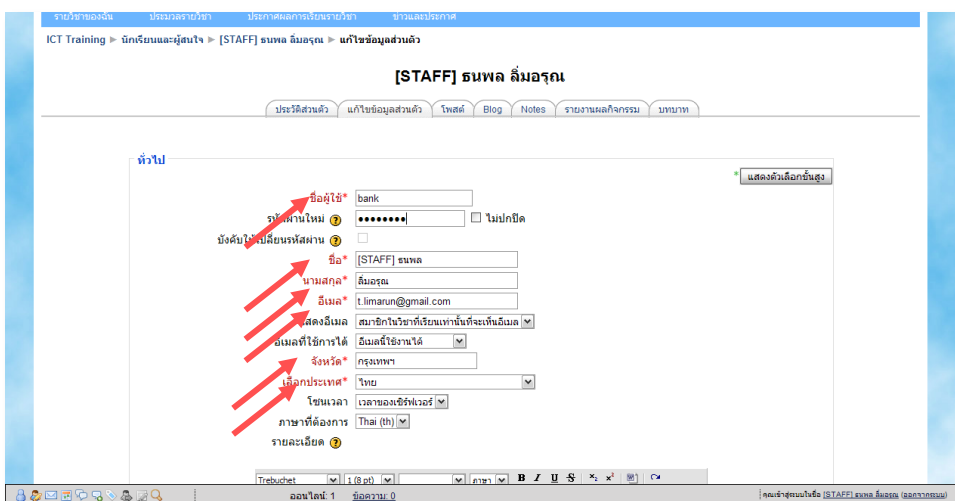 รายวิชาของฉัน ประมวลรายวิชา ประกาศผลการเรียนรายวิชา ข่าวและประกาศ
ICT Training ► นักเรียนและผู้สนใจ ► [STAFF] ธนพล ลิ่มอรุณ ► แก้ไขข้อมูลส่วนตัว
[STAFF] ธนพล ลิ่มอรุณ
ประวัติส่วนตัว แก้ไขข้อมูลส่วนตัว โพสต์ Blog Notes รายงานผลกิจกรรม บทบาท
ทั่วไป
* แสดงตัวเลือกขั้นสูง
ชื่อผู้ใช้* bank
รหัสผ่านใหม่ ●●●●●●●● ไม่ปกปิด
บังคับให้เปลี่ยนรหัสผ่าน
ชื่อ* [STAFF] ธนพล
นามสกุล* ลิ่มอรุณ
อีเมล* t.limarun@gmail.com
แสดงอีเมล สมาชิกในวิชาที่เรียนเท่านั้นที่จะเห็นอีเมล
อีเมลที่ใช้การได้ อีเมลนี้ใช้งานได้
จังหวัด* กรุงเทพฯ
เลือกประเทศ* ไทย
โซนเวลา เวลาของเซิร์ฟเวอร์
ภาษาที่ต้องการ Thai (th)
รายละเอียด
Trebuchet 1 (8 pt) ภาษา B I U S x₂ x²
ออนไลน์: 1 ข้อความ: 0 คุณเข้าสู่ระบบในชื่อ [STAFF] ธนพล ลิ่มอรุณ (ออกจากระบบ)